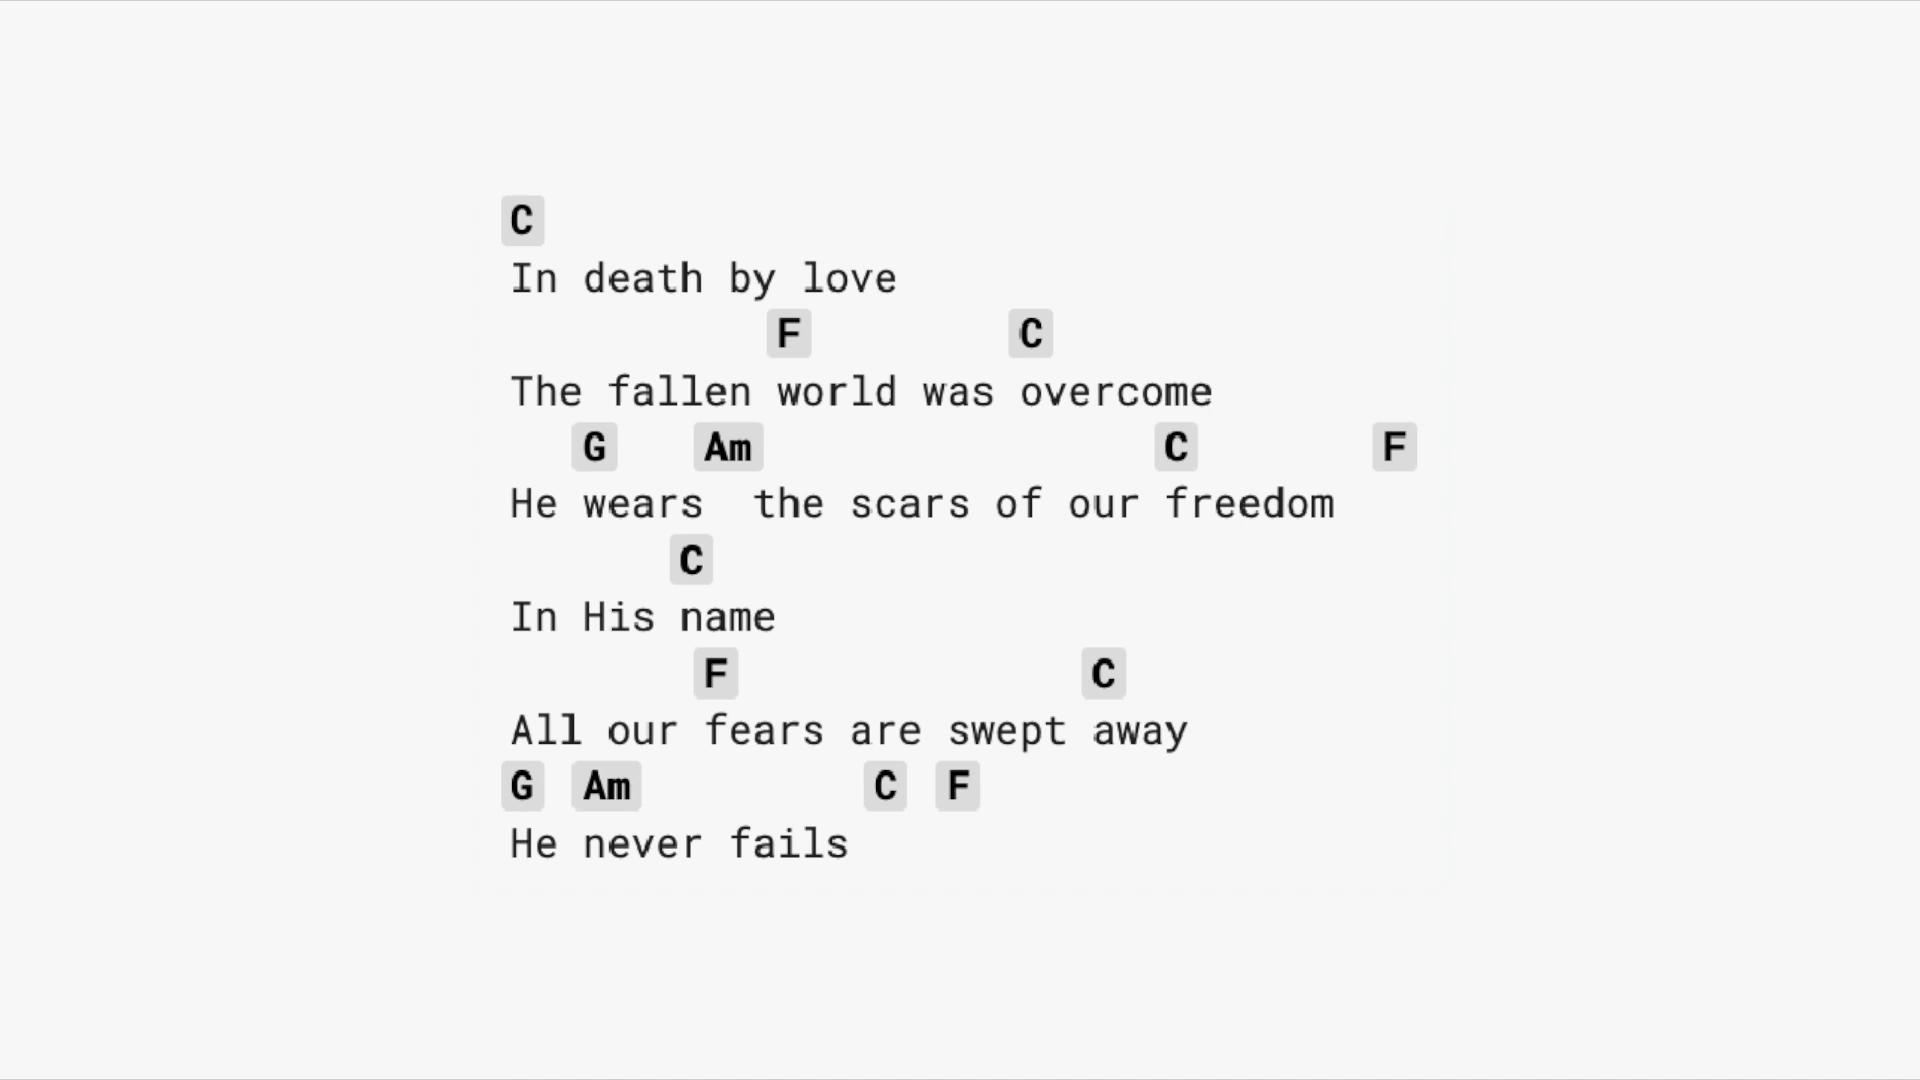 C
In death by love
F C
The fallen world was overcome
G Am C F
He wears  the scars of our freedom
C
In His name
F C
All our fears are swept away
G Am C F
He never fails